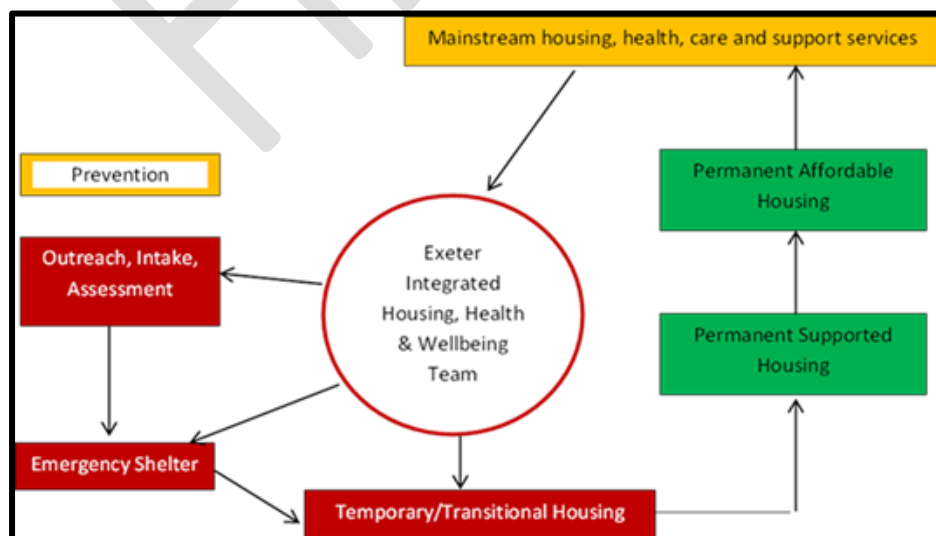 Mainstream housing, health, care and support services
Prevention
Permanent Affordable
Housing
Outreach, Intake,
Assessment
Exeter
Integrated
Housing, Health
& Wellbeing
Team
Permanent Supported
Housing
Emergency Shelter
Temporary/Transitional Housing